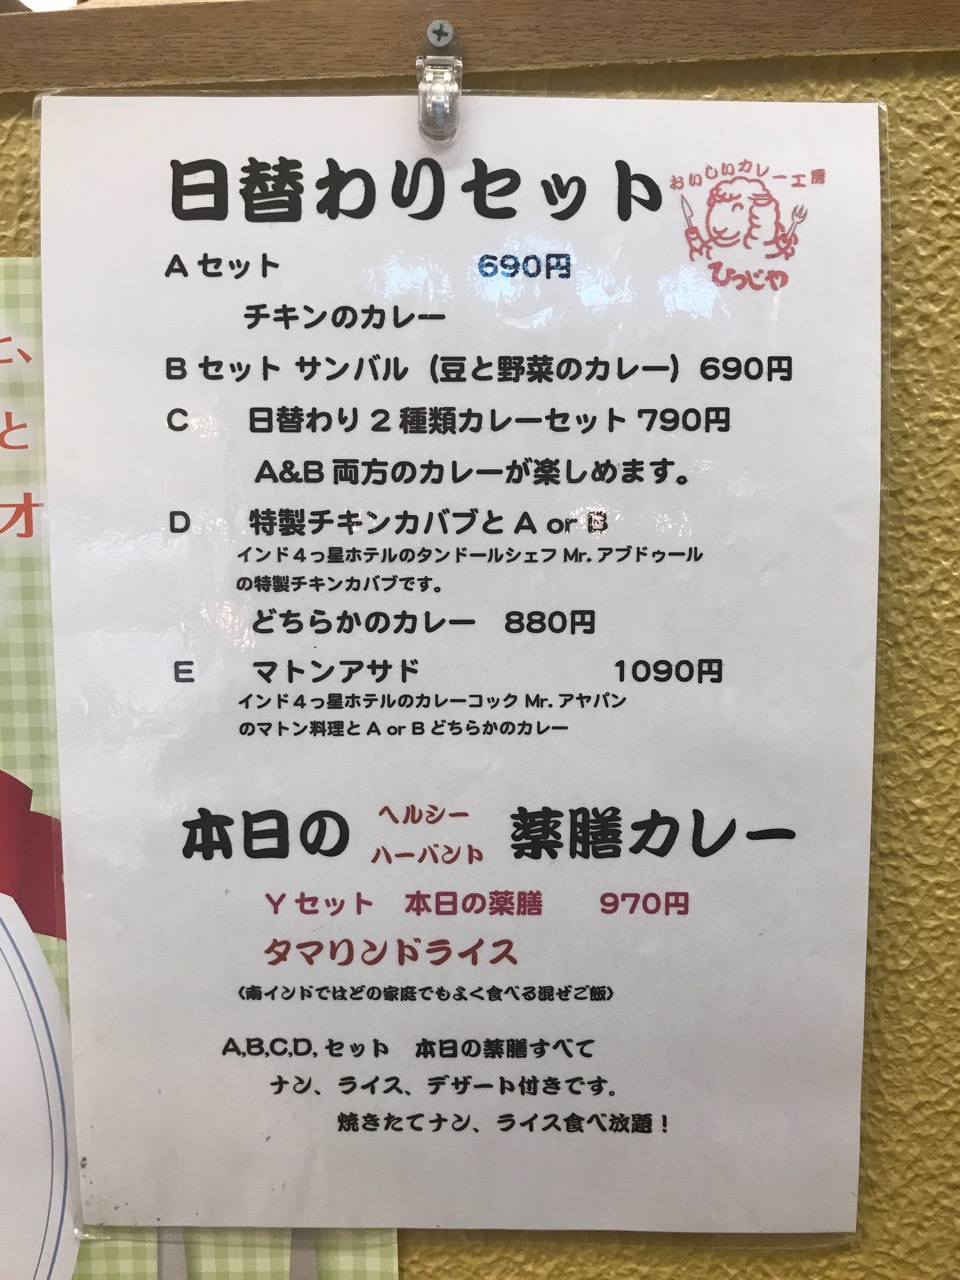 日替わりセット
おいしいカレー工房
ひつじや
Aセット 690円
チキンのカレー
Bセット サンバル（豆と野菜のカレー）690円
C 日替わり2種類カレーセット 790円
A&B両方のカレーが楽しめます。
D 特製チキンカバブとA or B
インド4っ星ホテルのタンドールシェフMr.アブドゥール
の特製チキンカバブです。
どちらかのカレー 880円
E マトンアサド 1090円
インド4っ星ホテルのカレーコックMr.アヤパン
のマトン料理とA or Bどちらかのカレー
本日の ヘルシー ハーバント 薬膳カレー
Yセット 本日の薬膳 970円
タマリンドライス
〈南インドではどの家庭でもよく食べる混ぜご飯〉
A,B,C,D,セット 本日の薬膳すべて
ナン、ライス、デザート付きです。
焼きたてナン、ライス食べ放題！
と
オ